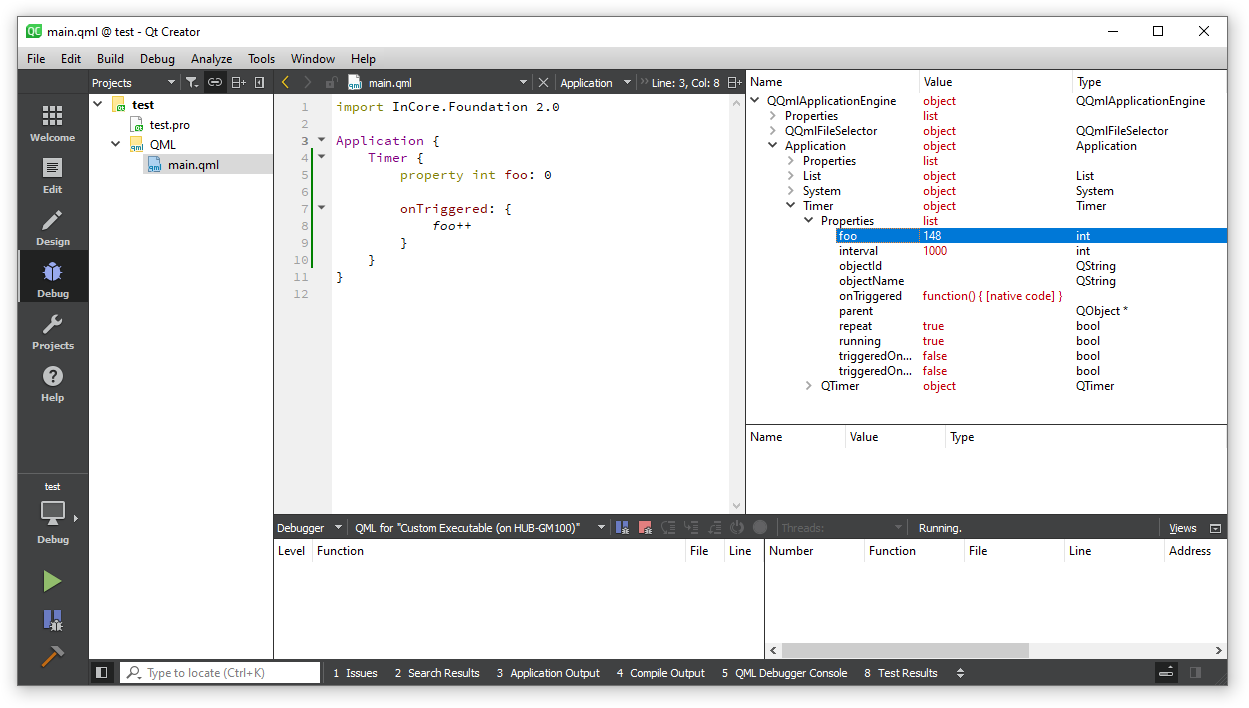 QC main.qml @ test - Qt Creator
File Edit Build Debug Analyze Tools Window Help
Projects
main.qml
Application
Line: 3, Col: 8
Welcome
Edit
Design
Debug
Projects
Help
test
Debug
test
test.pro
QML
main.qml
1 import InCore.Foundation 2.0
2
3 Application {
4 Timer {
5 property int foo: 0
6
7 onTriggered: {
8 foo++
9 }
10 }
11 }
12
Name Value Type
QQmlApplicationEngine object QQmlApplicationEngine
Properties list
QQmlFileSelector object QQmlFileSelector
Application object Application
Properties list
List object List
System object System
Timer object Timer
Properties list
foo 148 int
interval 1000 int
objectId QString
objectName QString
onTriggered function() { [native code] }
parent QObject *
repeat true bool
running true bool
triggeredOn... false bool
triggeredOn... false bool
QTimer object QTimer
Name Value Type
Debugger QML for "Custom Executable (on HUB-GM100)" Threads: Running. Views
Level Function File Line
Number Function File Line Address
Type to locate (Ctrl+K) 1 Issues 2 Search Results 3 Application Output 4 Compile Output 5 QML Debugger Console 8 Test Results